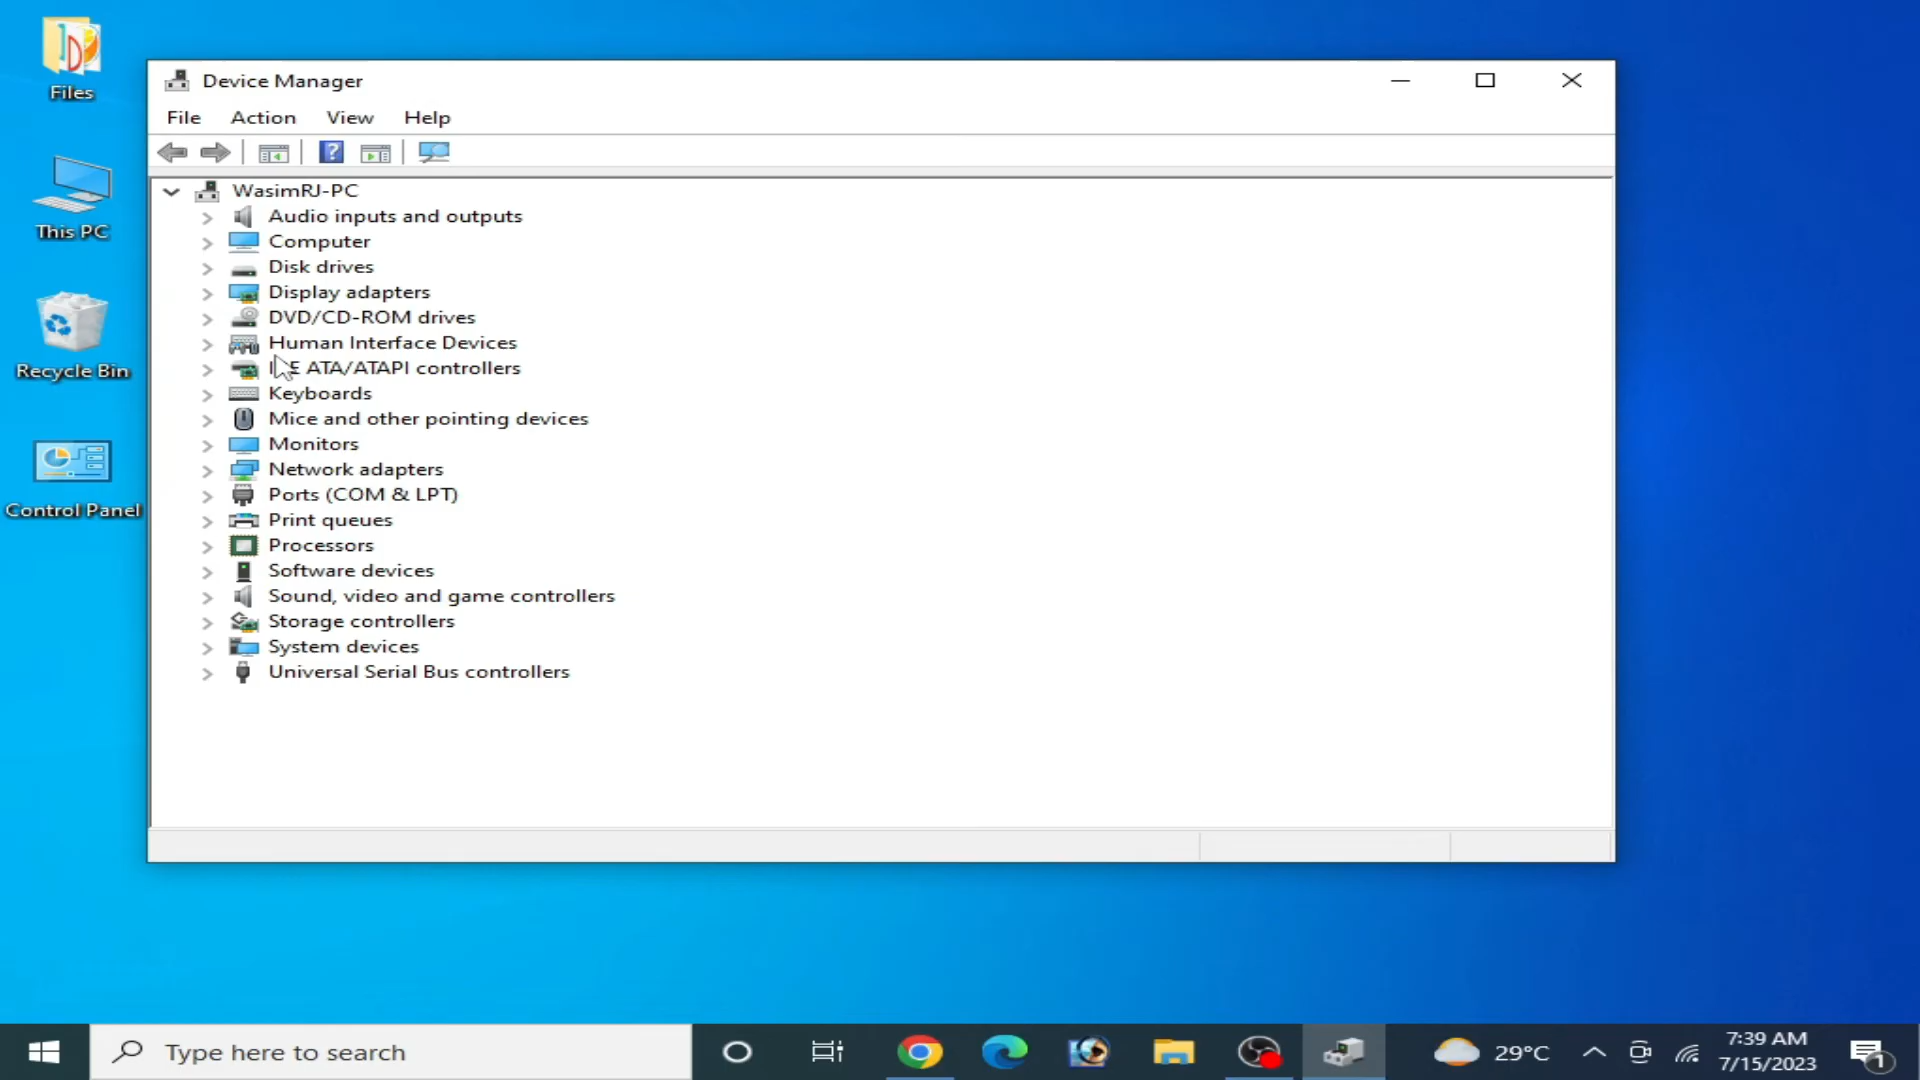 Files
This PC
Recycle Bin
Control Panel
Device Manager
File Action View Help
WasimRJ-PC
Audio inputs and outputs
Computer
Disk drives
Display adapters
DVD/CD-ROM drives
Human Interface Devices
ATA/ATAPI controllers
Keyboards
Mice and other pointing devices
Monitors
Network adapters
Ports (COM & LPT)
Print queues
Processors
Software devices
Sound, video and game controllers
Storage controllers
System devices
Universal Serial Bus controllers
Type here to search
29°C
7:39 AM
7/15/2023
1